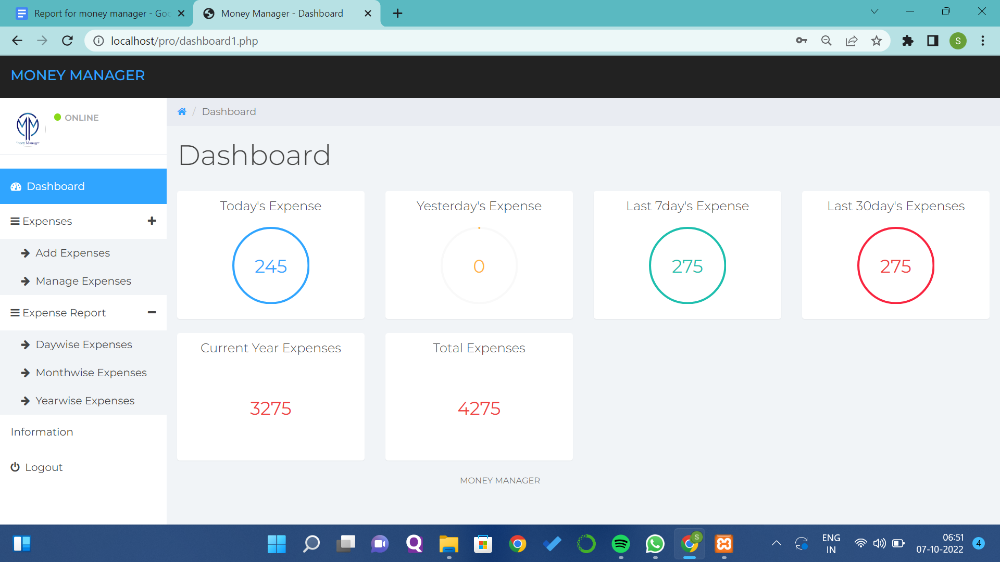 Report for money manager - Goo
Money Manager - Dashboard
localhost/pro/dashboard1.php
S
MONEY MANAGER
ONLINE
/ Dashboard
Dashboard
Dashboard
Expenses
Add Expenses
Manage Expenses
Expense Report
Daywise Expenses
Monthwise Expenses
Yearwise Expenses
Information
Logout
Today's Expense
245
Yesterday's Expense
0
Last 7day's Expense
275
Last 30day's Expenses
275
Current Year Expenses
3275
Total Expenses
4275
MONEY MANAGER
S
ENG
IN
06:51
07-10-2022
4